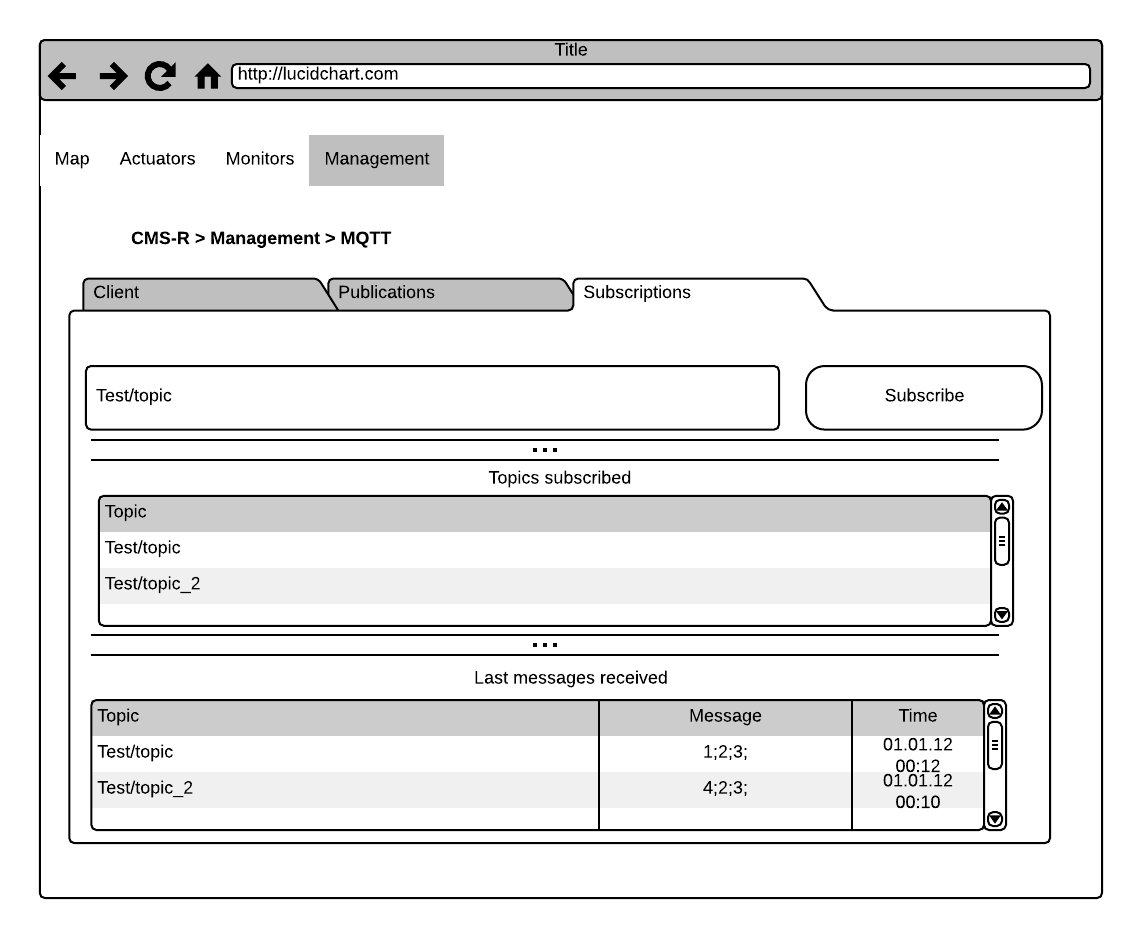 Title
http://lucidchart.com
Map Actuators Monitors Management
CMS-R > Management > MQTT
Client Publications Subscriptions
Test/topic Subscribe
Topics subscribed
Topic
Test/topic
Test/topic_2
Last messages received
Topic Message Time
Test/topic 1;2;3; 01.01.12
00:12
Test/topic_2 4;2;3; 01.01.12
00:10